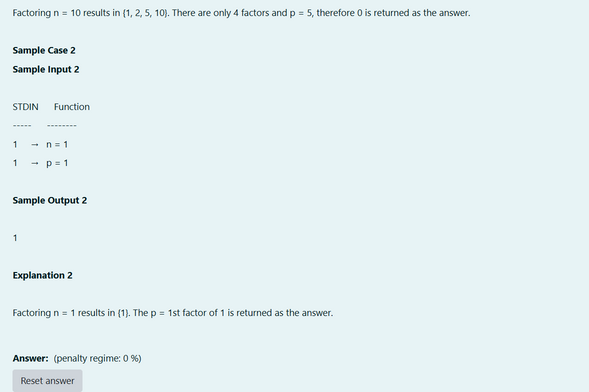 Factoring n = 10 results in {1, 2, 5, 10}. There are only 4 factors and p = 5, therefore 0 is returned as the answer.
Sample Case 2
Sample Input 2
STDIN Function
----- --------
1 → n = 1
1 → p = 1
Sample Output 2
1
Explanation 2
Factoring n = 1 results in {1}. The p = 1st factor of 1 is returned as the answer.
Answer: (penalty regime: 0 %)
Reset answer